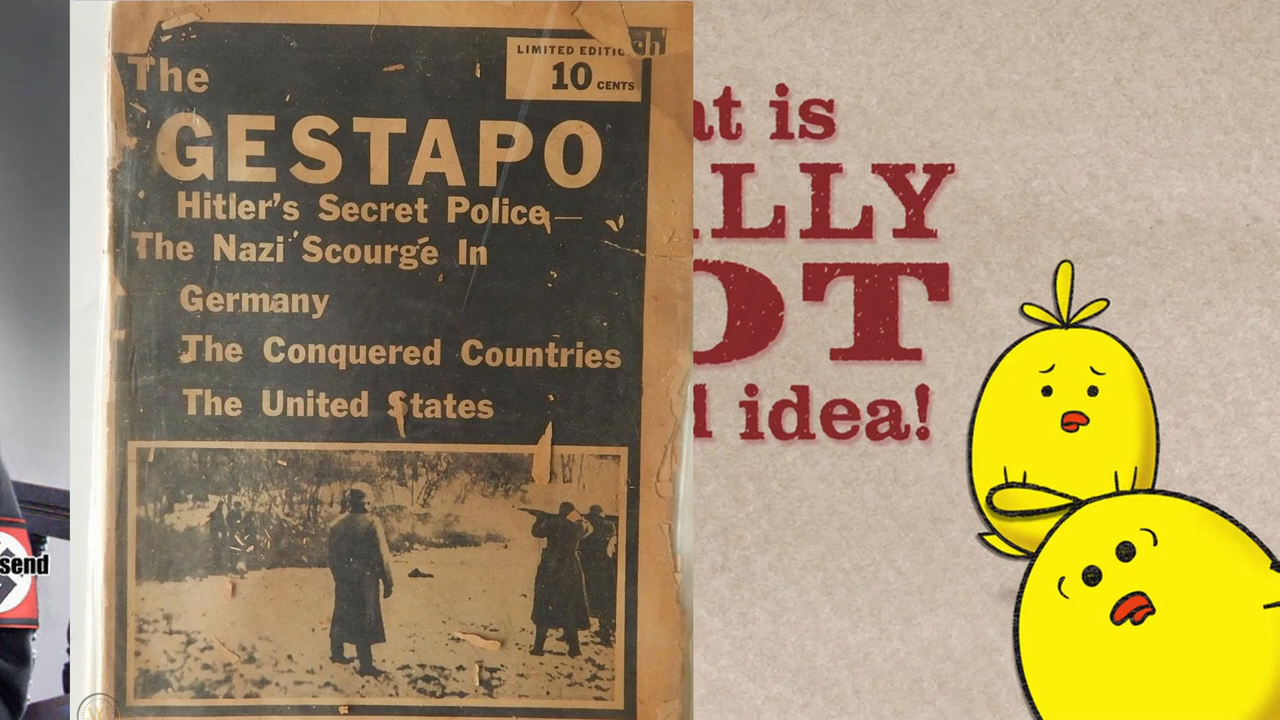 send
LIMITED EDITI
10 CENTS
The
GESTAPO
Hitler's Secret Police—
The Nazi Scourge In
Germany
The Conquered Countries
The United States
at is
LLY
OT
idea!